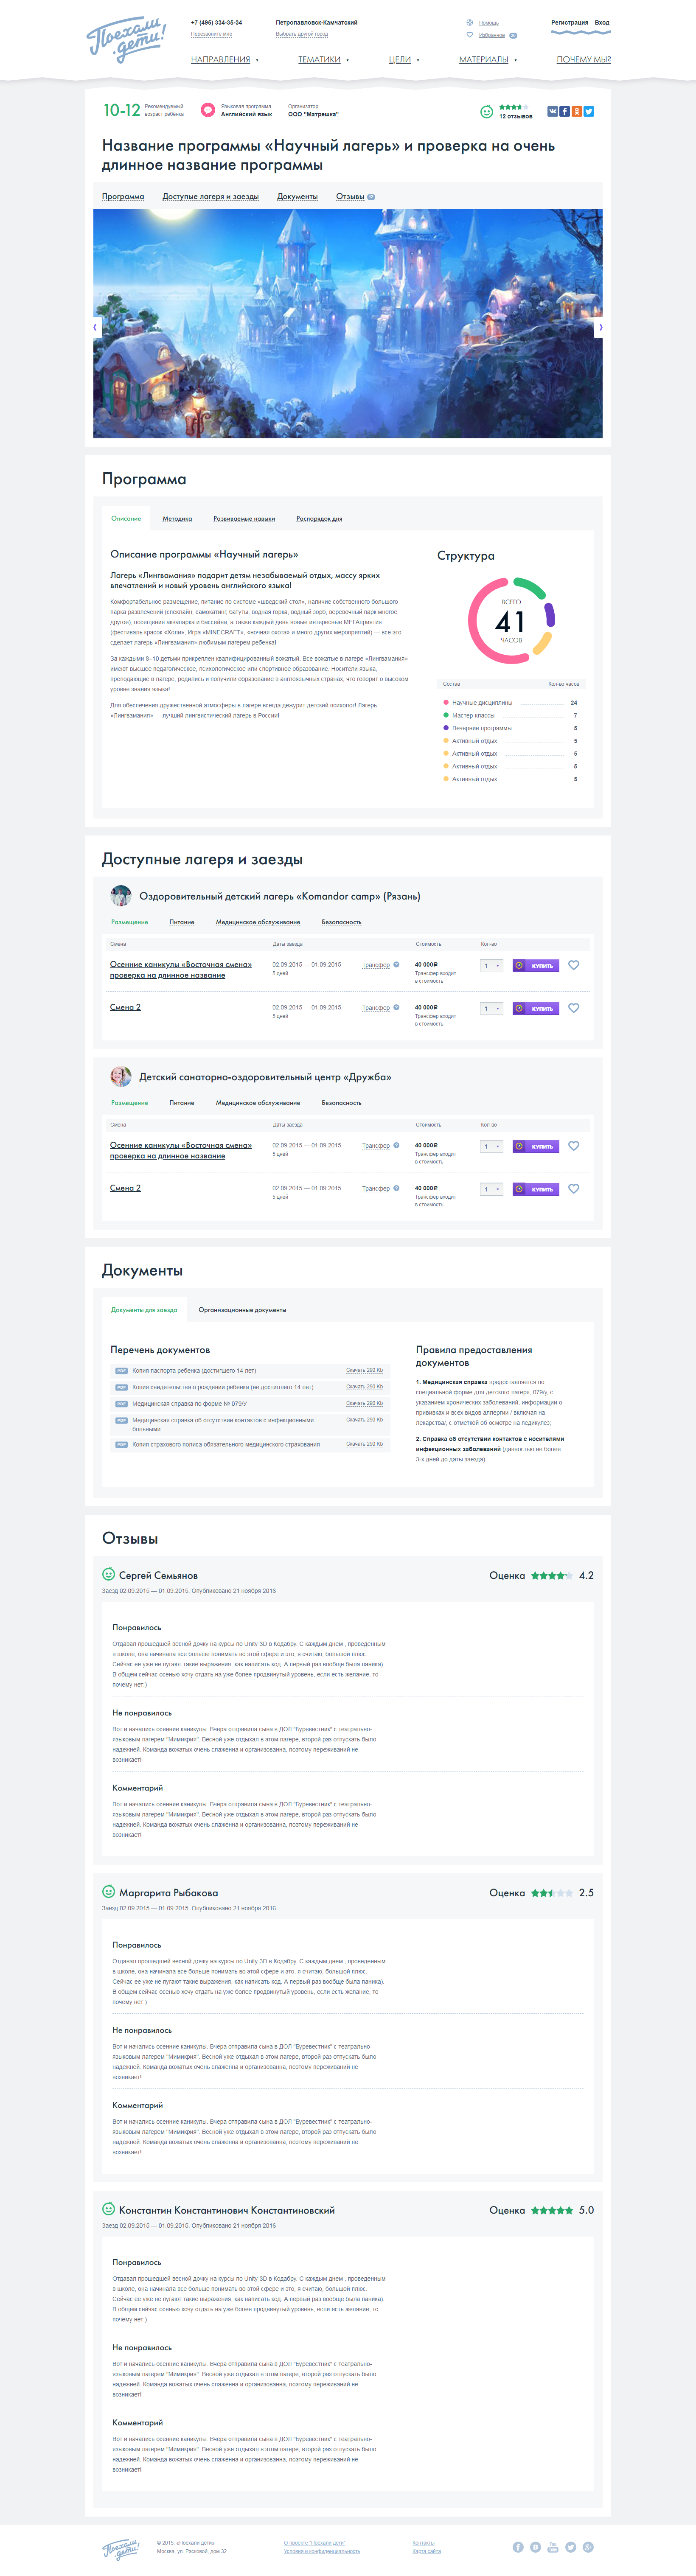 Поехали дети!
+7 (495) 334-35-34
Перезвоните мне
Петропавловск-Камчатский
Выбрать другой город
Помощь
Избранное
Регистрация Вход
НАПРАВЛЕНИЯ ТЕМАТИКИ ЦЕЛИ МАТЕРИАЛЫ ПОЧЕМУ МЫ?
10-12
Рекомендуемый
возраст ребёнка
Языковая программа
Английский язык
Организатор
ООО "Матрешка"
12 отзывов
Название программы «Научный лагерь» и проверка на очень
длинное название программы
Программа Доступые лагеря и заезды Документы Отзывы
Программа
Описание Методика Развиваемые навыки Распорядок дня
Описание программы «Научный лагерь»
Лагерь «Лингвамания» подарит детям незабываемый отдых, массу ярких
впечатлений и новый уровень английского языка!
Комфортабельное размещение, питание по системе «шведский стол», наличие собственного большого
парка развлечений (стеклайн, самокатинг, батуты, водная горка, водный зорб, веревочный парк многое
другое), посещение аквапарка и бассейна, а также каждый день новые интересные МЕГАприятия
(фестиваль красок «Холи», Игра «MINECRAFT», «ночная охота» и много других мероприятий) — все это
сделает лагерь «Лингвамания» любимым лагерем ребенка!
За каждыми 8–10 детьми прикреплен квалифицированный вожатый. Все вожатые в лагере «Лингвамания»
имеют высшее педагогическое, психологическое или спортивное образование. Носители языка,
преподающие в лагере, родились и получили образование в англоязычных странах, что говорит о высоком
уровне знания языка!
Для обеспечения дружественной атмосферы в лагере всегда дежурит детский психолог! Лагерь
«Лингвамания» — лучший лингвистический лагерь в России!
Структура
ВСЕГО
41
ЧАСОВ
Состав Кол-во часов
Научные дисциплины 24
Мастер-классы 7
Вечерние программы 5
Активный отдых 5
Активный отдых 5
Активный отдых 5
Активный отдых 5
Доступные лагеря и заезды
Оздоровительный детский лагерь «Komandor camp» (Рязань)
Размещение Питание Медицинское обслуживание Безопасность
Смена Даты заезда Стоимость Кол-во
Осенние каникулы «Восточная смена» 02.09.2015 — 01.09.2015 Трансфер ? 40 000₽ 1 КУПИТЬ
проверка на длинное название 5 дней Трансфер входит
в стоимость
Смена 2 02.09.2015 — 01.09.2015 Трансфер ? 40 000₽ 1 КУПИТЬ
5 дней Трансфер входит
в стоимость
Детский санаторно-оздоровительный центр «Дружба»
Размещение Питание Медицинское обслуживание Безопасность
Смена Даты заезда Стоимость Кол-во
Осенние каникулы «Восточная смена» 02.09.2015 — 01.09.2015 Трансфер ? 40 000₽ 1 КУПИТЬ
проверка на длинное название 5 дней Трансфер входит
в стоимость
Смена 2 02.09.2015 — 01.09.2015 Трансфер ? 40 000₽ 1 КУПИТЬ
5 дней Трансфер входит
в стоимость
Документы
Документы для заезда Организационные документы
Перечень документов
PDF Копия паспорта ребенка (достигшего 14 лет) Скачать 290 Kb
PDF Копия свидетельства о рождении ребёнка (не достигшего 14 лет) Скачать 290 Kb
PDF Медицинская справка по форме № 079/У Скачать 290 Kb
PDF Медицинская справка об отсутствии контактов с инфекционными Скачать 290 Kb
больными
PDF Копия страхового полиса обязательного медицинского страхования Скачать 290 Kb
Правила предоставления
документов
1. Медицинская справка предоставляется по
специальной форме для детского лагеря, 079/у, с
указанием хронических заболеваний, информации о
прививках и всех видов аллергии / включая на
лекарства/, с отметкой об осмотре на педикулез;
2. Справка об отсутствии контактов с носителями
инфекционных заболеваний (давностью не более
3-х дней до даты заезда).
Отзывы
Сергей Семьянов Оценка 4.2
Заезд 02.09.2015 — 01.09.2015. Опубликовано 21 ноября 2016
Понравилось
Отдавал прошедшей весной дочку на курсы по Unity 3D в Кодабру. С каждым днем , проведенным
в школе, она начинала все больше понимать во этой сфере и это, я считаю, большой плюс.
Сейчас ее уже не пугают такие выражения, как написать код. А первый раз вообще была паника).
В общем сейчас осенью хочу отдать на уже более продвинутый уровень, если есть желание, то
почему нет:)
Не понравилось
Вот и начались осенние каникулы. Вчера отправила сына в ДОЛ "Буревестник" с театрально-
языковым лагерем "Мимикрия". Весной уже отдыхал в этом лагере, второй раз отпускать было
надежней. Команда вожатых очень слаженна и организованна, поэтому переживаний не
возникает!
Комментарий
Вот и начались осенние каникулы. Вчера отправила сына в ДОЛ "Буревестник" с театрально-
языковым лагерем "Мимикрия". Весной уже отдыхал в этом лагере, второй раз отпускать было
надежней. Команда вожатых очень слаженна и организованна, поэтому переживаний не
возникает!
Маргарита Рыбакова Оценка 2.5
Заезд 02.09.2015 — 01.09.2015. Опубликовано 21 ноября 2016
Понравилось
Отдавал прошедшей весной дочку на курсы по Unity 3D в Кодабру. С каждым днем , проведенным
в школе, она начинала все больше понимать во этой сфере и это, я считаю, большой плюс.
Сейчас ее уже не пугают такие выражения, как написать код. А первый раз вообще была паника).
В общем сейчас осенью хочу отдать на уже более продвинутый уровень, если есть желание, то
почему нет:)
Не понравилось
Вот и начались осенние каникулы. Вчера отправила сына в ДОЛ "Буревестник" с театрально-
языковым лагерем "Мимикрия". Весной уже отдыхал в этом лагере, второй раз отпускать было
надежней. Команда вожатых очень слаженна и организованна, поэтому переживаний не
возникает!
Комментарий
Вот и начались осенние каникулы. Вчера отправила сына в ДОЛ "Буревестник" с театрально-
языковым лагерем "Мимикрия". Весной уже отдыхал в этом лагере, второй раз отпускать было
надежней. Команда вожатых очень слаженна и организованна, поэтому переживаний не
возникает!
Константин Константинович Константиновский Оценка 5.0
Заезд 02.09.2015 — 01.09.2015. Опубликовано 21 ноября 2016
Понравилось
Отдавал прошедшей весной дочку на курсы по Unity 3D в Кодабру. С каждым днем , проведенным
в школе, она начинала все больше понимать во этой сфере и это, я считаю, большой плюс.
Сейчас ее уже не пугают такие выражения, как написать код. А первый раз вообще была паника).
В общем сейчас осенью хочу отдать на уже более продвинутый уровень, если есть желание, то
почему нет:)
Не понравилось
Вот и начались осенние каникулы. Вчера отправила сына в ДОЛ "Буревестник" с театрально-
языковым лагерем "Мимикрия". Весной уже отдыхал в этом лагере, второй раз отпускать было
надежней. Команда вожатых очень слаженна и организованна, поэтому переживаний не
возникает!
Комментарий
Вот и начались осенние каникулы. Вчера отправила сына в ДОЛ "Буревестник" с театрально-
языковым лагерем "Мимикрия". Весной уже отдыхал в этом лагере, второй раз отпускать было
надежней. Команда вожатых очень слаженна и организованна, поэтому переживаний не
возникает!
Поехали дети!
© 2015. «Поехали дети»
Москва, ул. Расковой, дом 32
О проекте "Поехали дети"
Условия и конфиденциальность
Контакты
Карта сайта
You Tube